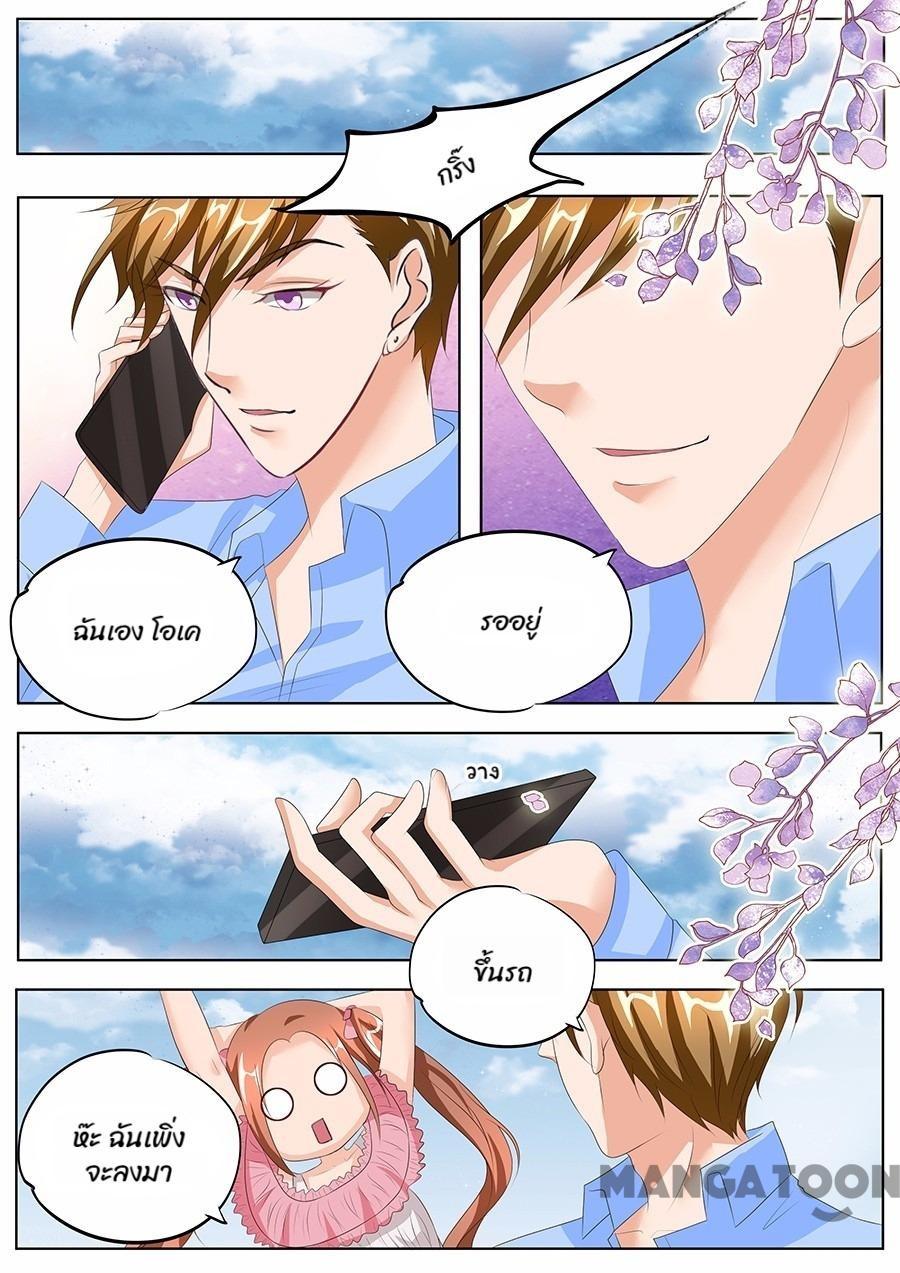 กริ๊ง
ฉันเอง โอเค
รออยู่
วาง
ขึ้นรถ
ห๊ะ ฉันเพิ่ง
จะลงมา
MANGATOON